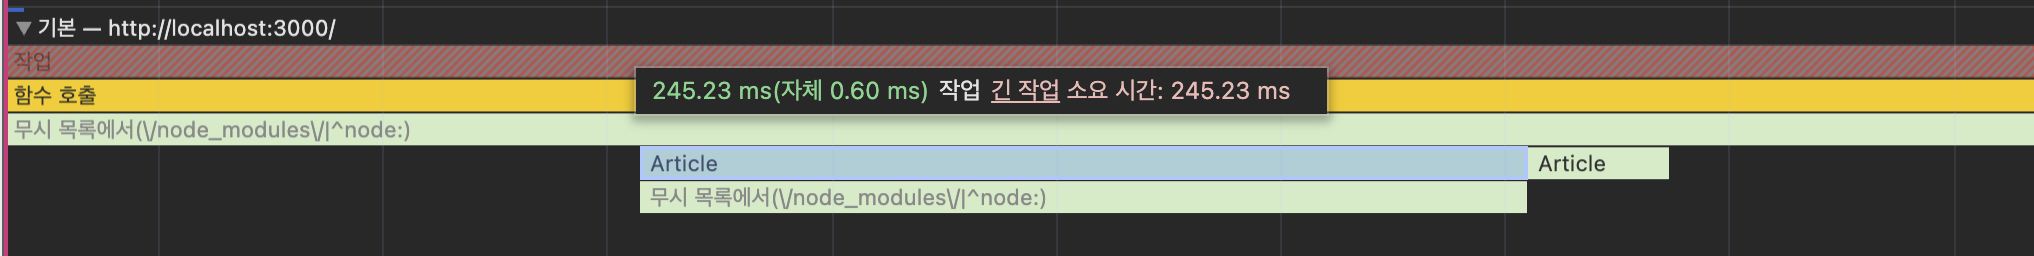 기본 — http://localhost:3000/
작업
245.23 ms(자체 0.60 ms) 작업 긴 작업 소요 시간: 245.23 ms
함수 호출
무시 목록에서(\/node_modules\/|^node:)
Article Article
무시 목록에서(\/node_modules\/|^node:)